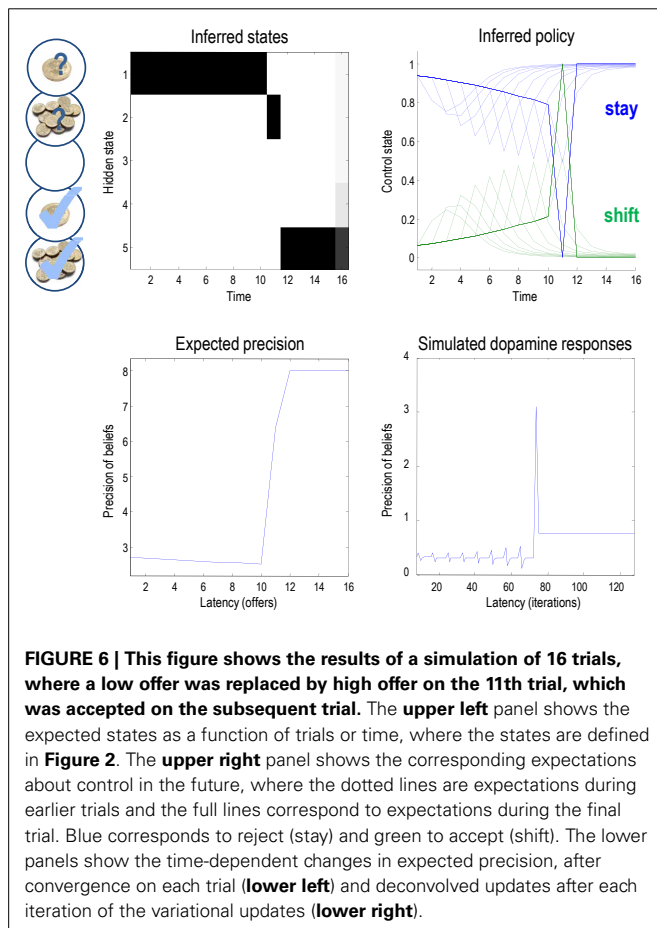 Inferred states
?
?
Hidden state
1
2
3
4
5
2 4 6 8 10 12 14 16
Time
Inferred policy
Control state
1
0.8
0.6
0.4
0.2
0
stay
shift
2 4 6 8 10 12 14 16
Time
Expected precision
Precision of beliefs
8
7
6
5
4
3
2 4 6 8 10 12 14 16
Latency (offers)
Simulated dopamine responses
Precision of beliefs
4
3
2
1
0
20 40 60 80 100 120
Latency (iterations)
FIGURE 6 | This figure shows the results of a simulation of 16 trials,
where a low offer was replaced by high offer on the 11th trial, which
was accepted on the subsequent trial. The upper left panel shows the
expected states as a function of trials or time, where the states are defined
in Figure 2. The upper right panel shows the corresponding expectations
about control in the future, where the dotted lines are expectations during
earlier trials and the full lines correspond to expectations during the final
trial. Blue corresponds to reject (stay) and green to accept (shift). The lower
panels show the time-dependent changes in expected precision, after
convergence on each trial (lower left) and deconvolved updates after each
iteration of the variational updates (lower right).